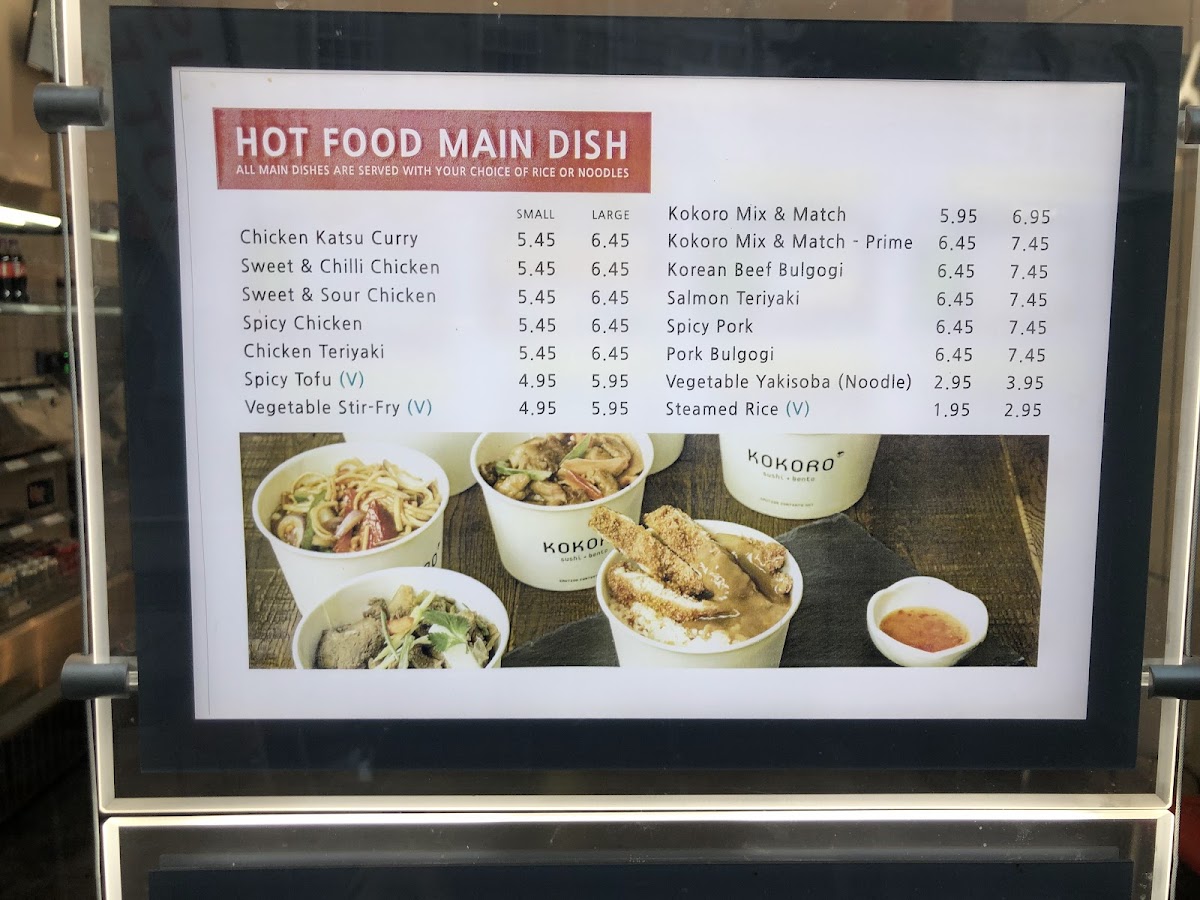 HOT FOOD MAIN DISH
ALL MAIN DISHES ARE SERVED WITH YOUR CHOICE OF RICE OR NOODLES
SMALL LARGE
Chicken Katsu Curry 5.45 6.45
Sweet & Chilli Chicken 5.45 6.45
Sweet & Sour Chicken 5.45 6.45
Spicy Chicken 5.45 6.45
Chicken Teriyaki 5.45 6.45
Spicy Tofu (V) 4.95 5.95
Vegetable Stir-Fry (V) 4.95 5.95
Kokoro Mix & Match 5.95 6.95
Kokoro Mix & Match - Prime 6.45 7.45
Korean Beef Bulgogi 6.45 7.45
Salmon Teriyaki 6.45 7.45
Spicy Pork 6.45 7.45
Pork Bulgogi 6.45 7.45
Vegetable Yakisoba (Noodle) 2.95 3.95
Steamed Rice (V) 1.95 2.95
KOKORO
sushi • bento
sushi • bento